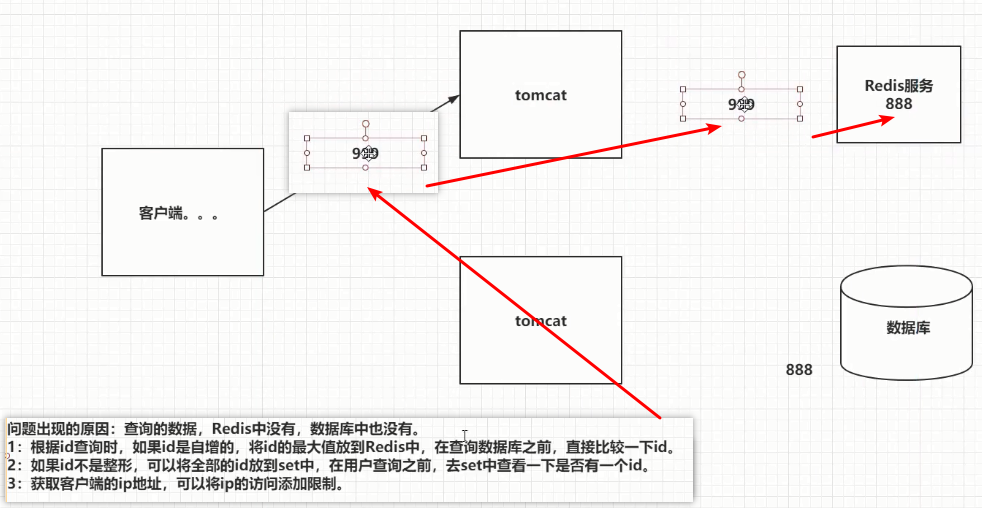 tomcat
Redis服务
888
客户端。。。
tomcat
数据库
888
问题出现的原因：查询的数据，Redis中没有，数据库中也没有。
1：根据id查询时，如果id是自增的，将id的最大值放到Redis中，在查询数据库之前，直接比较一下id。
2：如果id不是整形，可以将全部的id放到set中，在用户查询之前，去set中查看一下是否有一个id。
3：获取客户端的ip地址，可以将ip的访问添加限制。